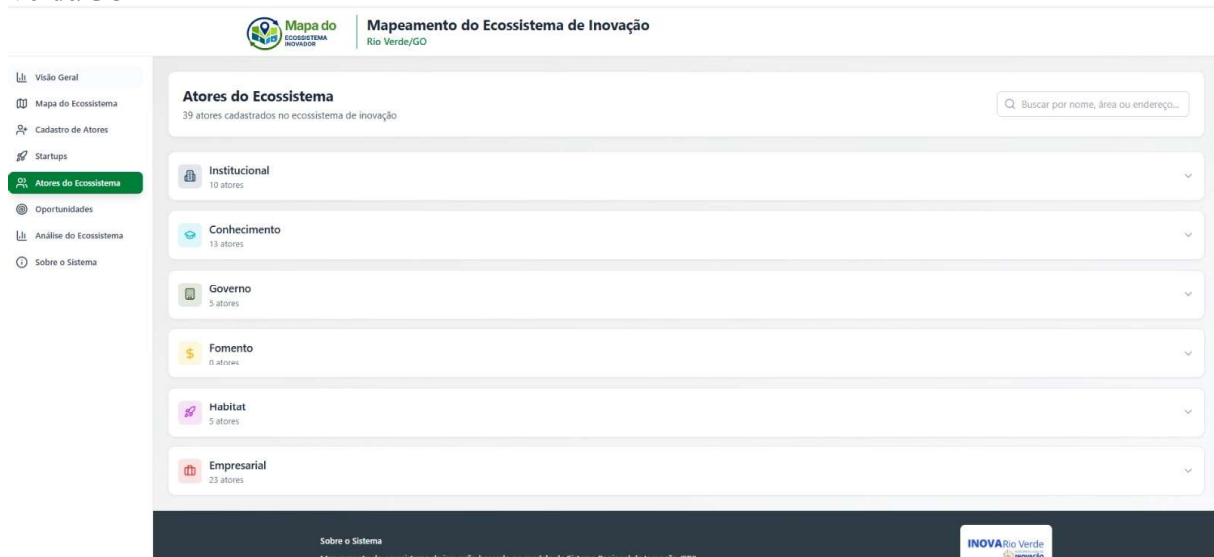 Mapa do
ECOSSISTEMA
INOVADOR
Mapeamento do Ecossistema de Inovação
Rio Verde/GO
Visão Geral
Mapa do Ecossistema
Cadastro de Atores
Startups
Atores do Ecossistema
Oportunidades
Análise do Ecossistema
Sobre o Sistema
Atores do Ecossistema
39 atores cadastrados no ecossistema de inovação
Buscar por nome, área ou endereço...
Institucional
10 atores
Conhecimento
13 atores
Governo
5 atores
Fomento
0 atores
Habitat
5 atores
Empresarial
23 atores
Sobre o Sistema
INOVA Rio Verde